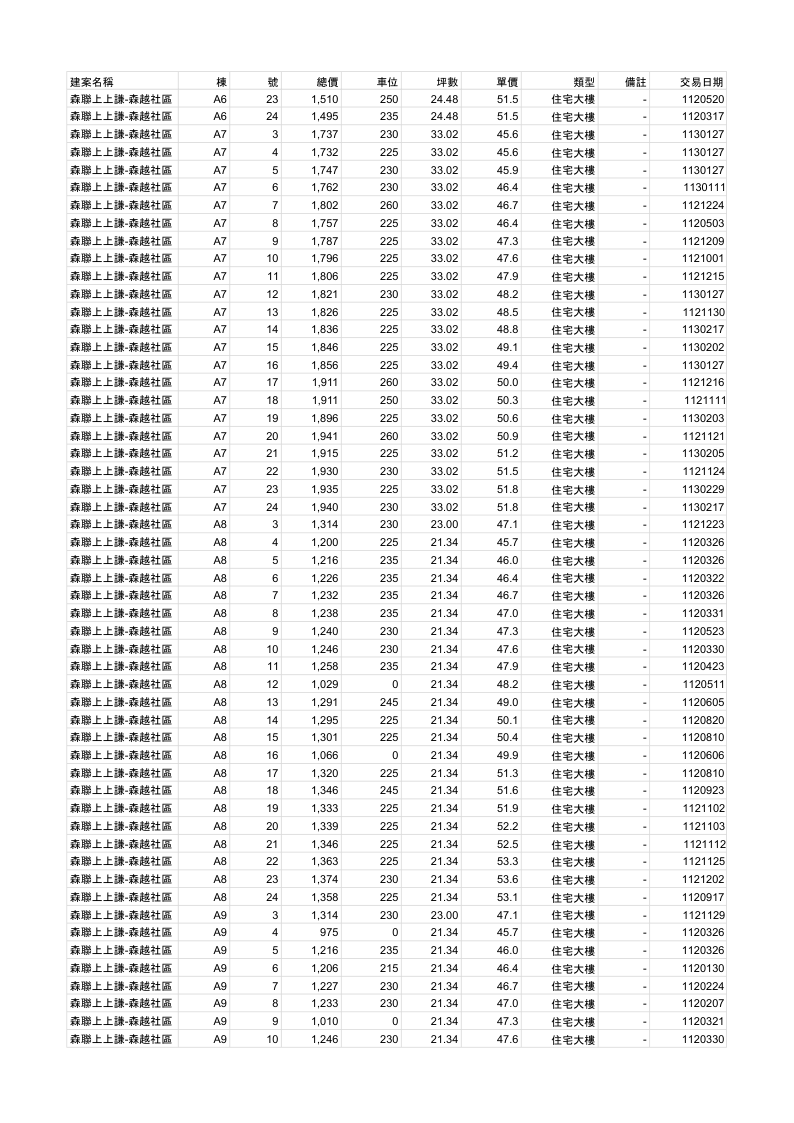 建案名稱 棟 號 總價 車位 坪數 單價 類型 備註 交易日期
森聯上上謙-森越社區 A6 23 1,510 250 24.48 51.5 住宅大樓 - 1120520
森聯上上謙-森越社區 A6 24 1,495 235 24.48 51.5 住宅大樓 - 1120317
森聯上上謙-森越社區 A7 3 1,737 230 33.02 45.6 住宅大樓 - 1130127
森聯上上謙-森越社區 A7 4 1,732 225 33.02 45.6 住宅大樓 - 1130127
森聯上上謙-森越社區 A7 5 1,747 230 33.02 45.9 住宅大樓 - 1130127
森聯上上謙-森越社區 A7 6 1,762 230 33.02 46.4 住宅大樓 - 1130111
森聯上上謙-森越社區 A7 7 1,802 260 33.02 46.7 住宅大樓 - 1121224
森聯上上謙-森越社區 A7 8 1,757 225 33.02 46.4 住宅大樓 - 1120503
森聯上上謙-森越社區 A7 9 1,787 225 33.02 47.3 住宅大樓 - 1121209
森聯上上謙-森越社區 A7 10 1,796 225 33.02 47.6 住宅大樓 - 1121001
森聯上上謙-森越社區 A7 11 1,806 225 33.02 47.9 住宅大樓 - 1121215
森聯上上謙-森越社區 A7 12 1,821 230 33.02 48.2 住宅大樓 - 1130127
森聯上上謙-森越社區 A7 13 1,826 225 33.02 48.5 住宅大樓 - 1121130
森聯上上謙-森越社區 A7 14 1,836 225 33.02 48.8 住宅大樓 - 1130217
森聯上上謙-森越社區 A7 15 1,846 225 33.02 49.1 住宅大樓 - 1130202
森聯上上謙-森越社區 A7 16 1,856 225 33.02 49.4 住宅大樓 - 1130127
森聯上上謙-森越社區 A7 17 1,911 260 33.02 50.0 住宅大樓 - 1121216
森聯上上謙-森越社區 A7 18 1,911 250 33.02 50.3 住宅大樓 - 1121111
森聯上上謙-森越社區 A7 19 1,896 225 33.02 50.6 住宅大樓 - 1130203
森聯上上謙-森越社區 A7 20 1,941 260 33.02 50.9 住宅大樓 - 1121121
森聯上上謙-森越社區 A7 21 1,915 225 33.02 51.2 住宅大樓 - 1130205
森聯上上謙-森越社區 A7 22 1,930 230 33.02 51.5 住宅大樓 - 1121124
森聯上上謙-森越社區 A7 23 1,935 225 33.02 51.8 住宅大樓 - 1130229
森聯上上謙-森越社區 A7 24 1,940 230 33.02 51.8 住宅大樓 - 1130217
森聯上上謙-森越社區 A8 3 1,314 230 23.00 47.1 住宅大樓 - 1121223
森聯上上謙-森越社區 A8 4 1,200 225 21.34 45.7 住宅大樓 - 1120326
森聯上上謙-森越社區 A8 5 1,216 235 21.34 46.0 住宅大樓 - 1120326
森聯上上謙-森越社區 A8 6 1,226 235 21.34 46.4 住宅大樓 - 1120322
森聯上上謙-森越社區 A8 7 1,232 235 21.34 46.7 住宅大樓 - 1120326
森聯上上謙-森越社區 A8 8 1,238 235 21.34 47.0 住宅大樓 - 1120331
森聯上上謙-森越社區 A8 9 1,240 230 21.34 47.3 住宅大樓 - 1120523
森聯上上謙-森越社區 A8 10 1,246 230 21.34 47.6 住宅大樓 - 1120330
森聯上上謙-森越社區 A8 11 1,258 235 21.34 47.9 住宅大樓 - 1120423
森聯上上謙-森越社區 A8 12 1,029 0 21.34 48.2 住宅大樓 - 1120511
森聯上上謙-森越社區 A8 13 1,291 245 21.34 49.0 住宅大樓 - 1120605
森聯上上謙-森越社區 A8 14 1,295 225 21.34 50.1 住宅大樓 - 1120820
森聯上上謙-森越社區 A8 15 1,301 225 21.34 50.4 住宅大樓 - 1120810
森聯上上謙-森越社區 A8 16 1,066 0 21.34 49.9 住宅大樓 - 1120606
森聯上上謙-森越社區 A8 17 1,320 225 21.34 51.3 住宅大樓 - 1120810
森聯上上謙-森越社區 A8 18 1,346 245 21.34 51.6 住宅大樓 - 1120923
森聯上上謙-森越社區 A8 19 1,333 225 21.34 51.9 住宅大樓 - 1121102
森聯上上謙-森越社區 A8 20 1,339 225 21.34 52.2 住宅大樓 - 1121103
森聯上上謙-森越社區 A8 21 1,346 225 21.34 52.5 住宅大樓 - 1121112
森聯上上謙-森越社區 A8 22 1,363 225 21.34 53.3 住宅大樓 - 1121125
森聯上上謙-森越社區 A8 23 1,374 230 21.34 53.6 住宅大樓 - 1121202
森聯上上謙-森越社區 A8 24 1,358 225 21.34 53.1 住宅大樓 - 1120917
森聯上上謙-森越社區 A9 3 1,314 230 23.00 47.1 住宅大樓 - 1121129
森聯上上謙-森越社區 A9 4 975 0 21.34 45.7 住宅大樓 - 1120326
森聯上上謙-森越社區 A9 5 1,216 235 21.34 46.0 住宅大樓 - 1120326
森聯上上謙-森越社區 A9 6 1,206 215 21.34 46.4 住宅大樓 - 1120130
森聯上上謙-森越社區 A9 7 1,227 230 21.34 46.7 住宅大樓 - 1120224
森聯上上謙-森越社區 A9 8 1,233 230 21.34 47.0 住宅大樓 - 1120207
森聯上上謙-森越社區 A9 9 1,010 0 21.34 47.3 住宅大樓 - 1120321
森聯上上謙-森越社區 A9 10 1,246 230 21.34 47.6 住宅大樓 - 1120330